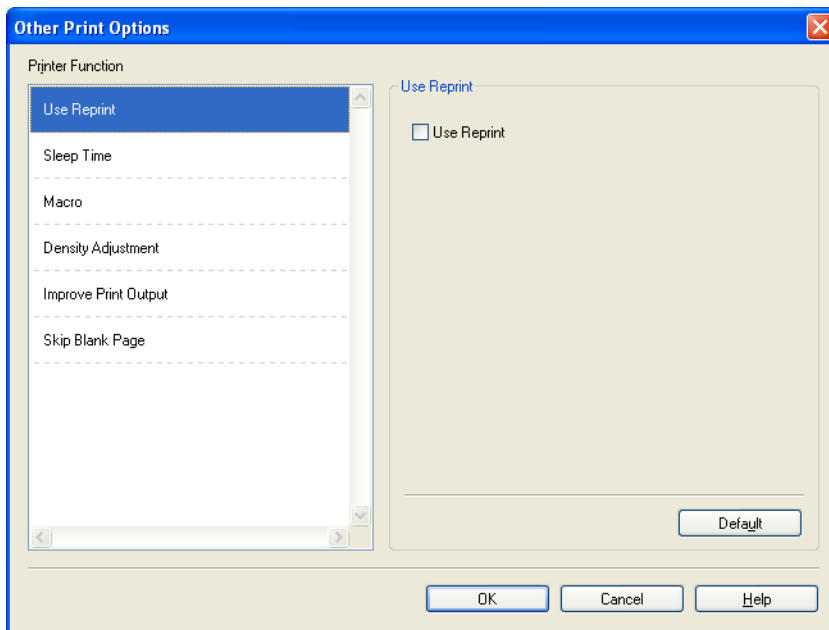 Other Print Options
Printer Function
Use Reprint
Sleep Time
Macro
Density Adjustment
Improve Print Output
Skip Blank Page
Use Reprint
Use Reprint
Default
OK
Cancel
Help